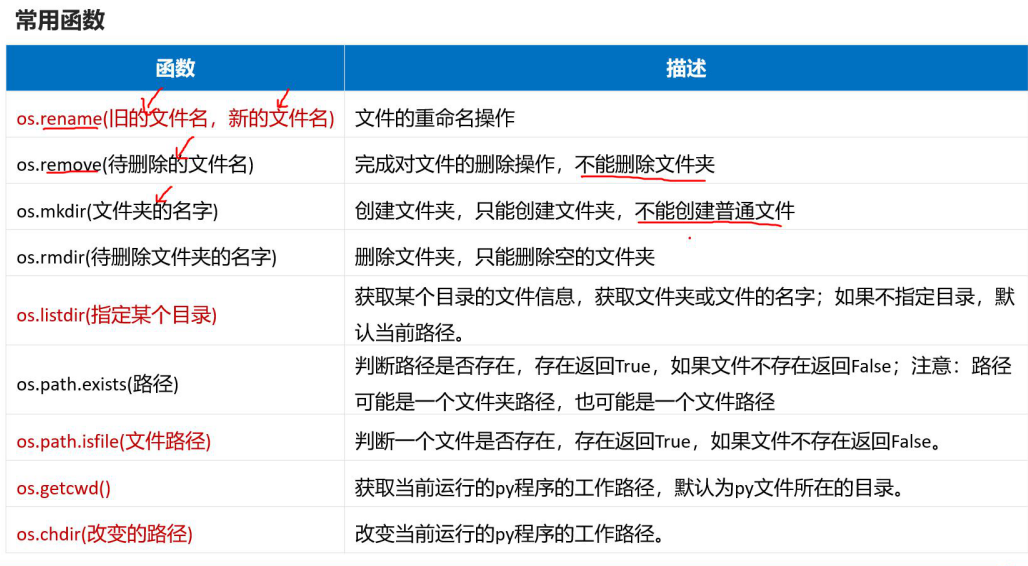 常用函数
函数 描述
os.rename(旧的文件名，新的文件名) 文件的重命名操作
os.remove(待删除的文件名) 完成对文件的删除操作，不能删除文件夹
os.mkdir(文件夹的名字) 创建文件夹，只能创建文件夹，不能创建普通文件
os.rmdir(待删除文件夹的名字) 删除文件夹，只能删除空的文件夹
os.listdir(指定某个目录) 获取某个目录的文件信息，获取文件夹或文件的名字；如果不指定目录，默
认当前路径。
os.path.exists(路径) 判断路径是否存在，存在返回True，如果文件不存在返回False；注意：路径
可能是一个文件夹路径，也可能是一个文件路径
os.path.isfile(文件路径) 判断一个文件是否存在，存在返回True，如果文件不存在返回False。
os.getcwd() 获取当前运行的py程序的工作路径，默认为py文件所在的目录。
os.chdir(改变的路径) 改变当前运行的py程序的工作路径。